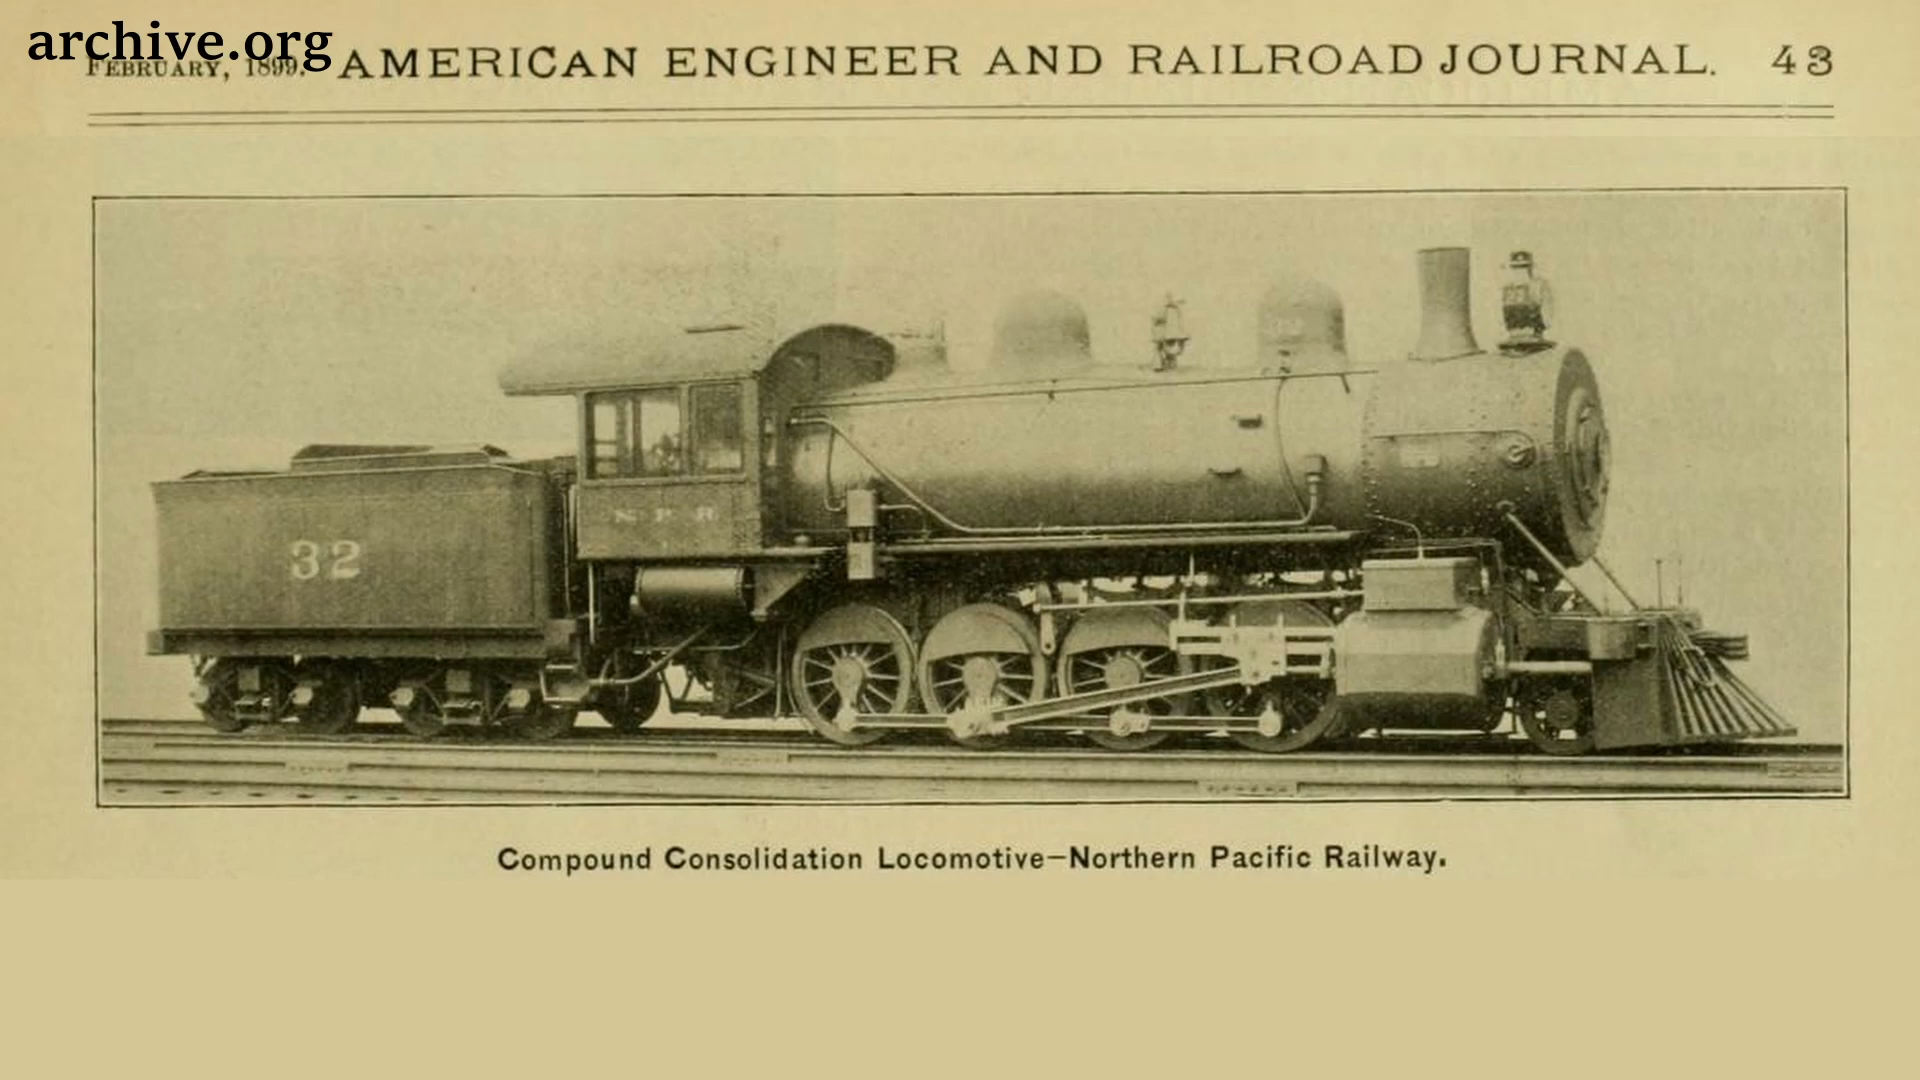 archive.org
FEBRUARY, 1899. AMERICAN ENGINEER AND RAILROAD JOURNAL. 43
N P R
32
Compound Consolidation Locomotive—Northern Pacific Railway.